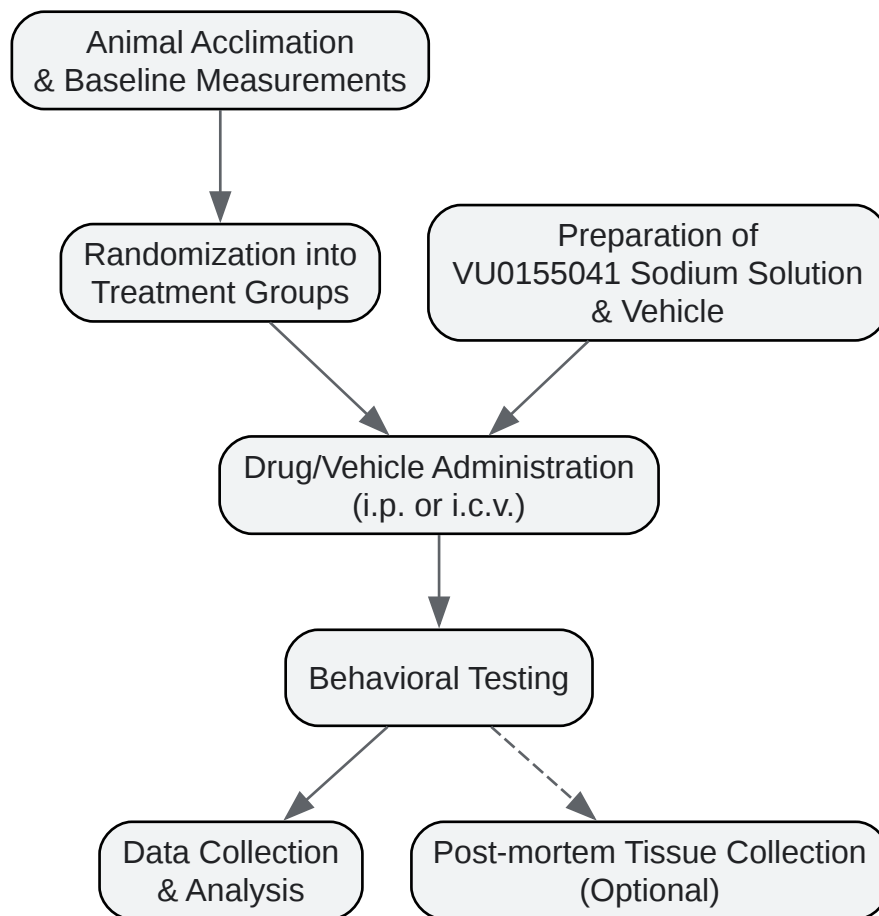 Animal Acclimation
& Baseline Measurements
Randomization into
Treatment Groups
Preparation of
VU0155041 Sodium Solution
& Vehicle
Drug/Vehicle Administration
(i.p. or i.c.v.)
Behavioral Testing
Data Collection
& Analysis
Post-mortem Tissue Collection
(Optional)